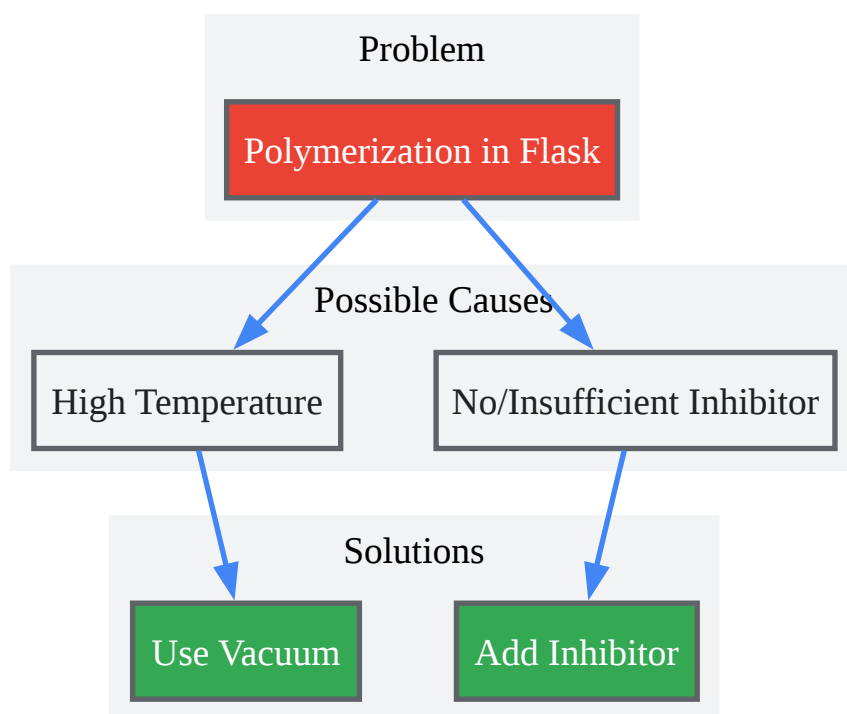 Problem
Polymerization in Flask
Possible Causes
High Temperature
No/Insufficient Inhibitor
Solutions
Use Vacuum
Add Inhibitor